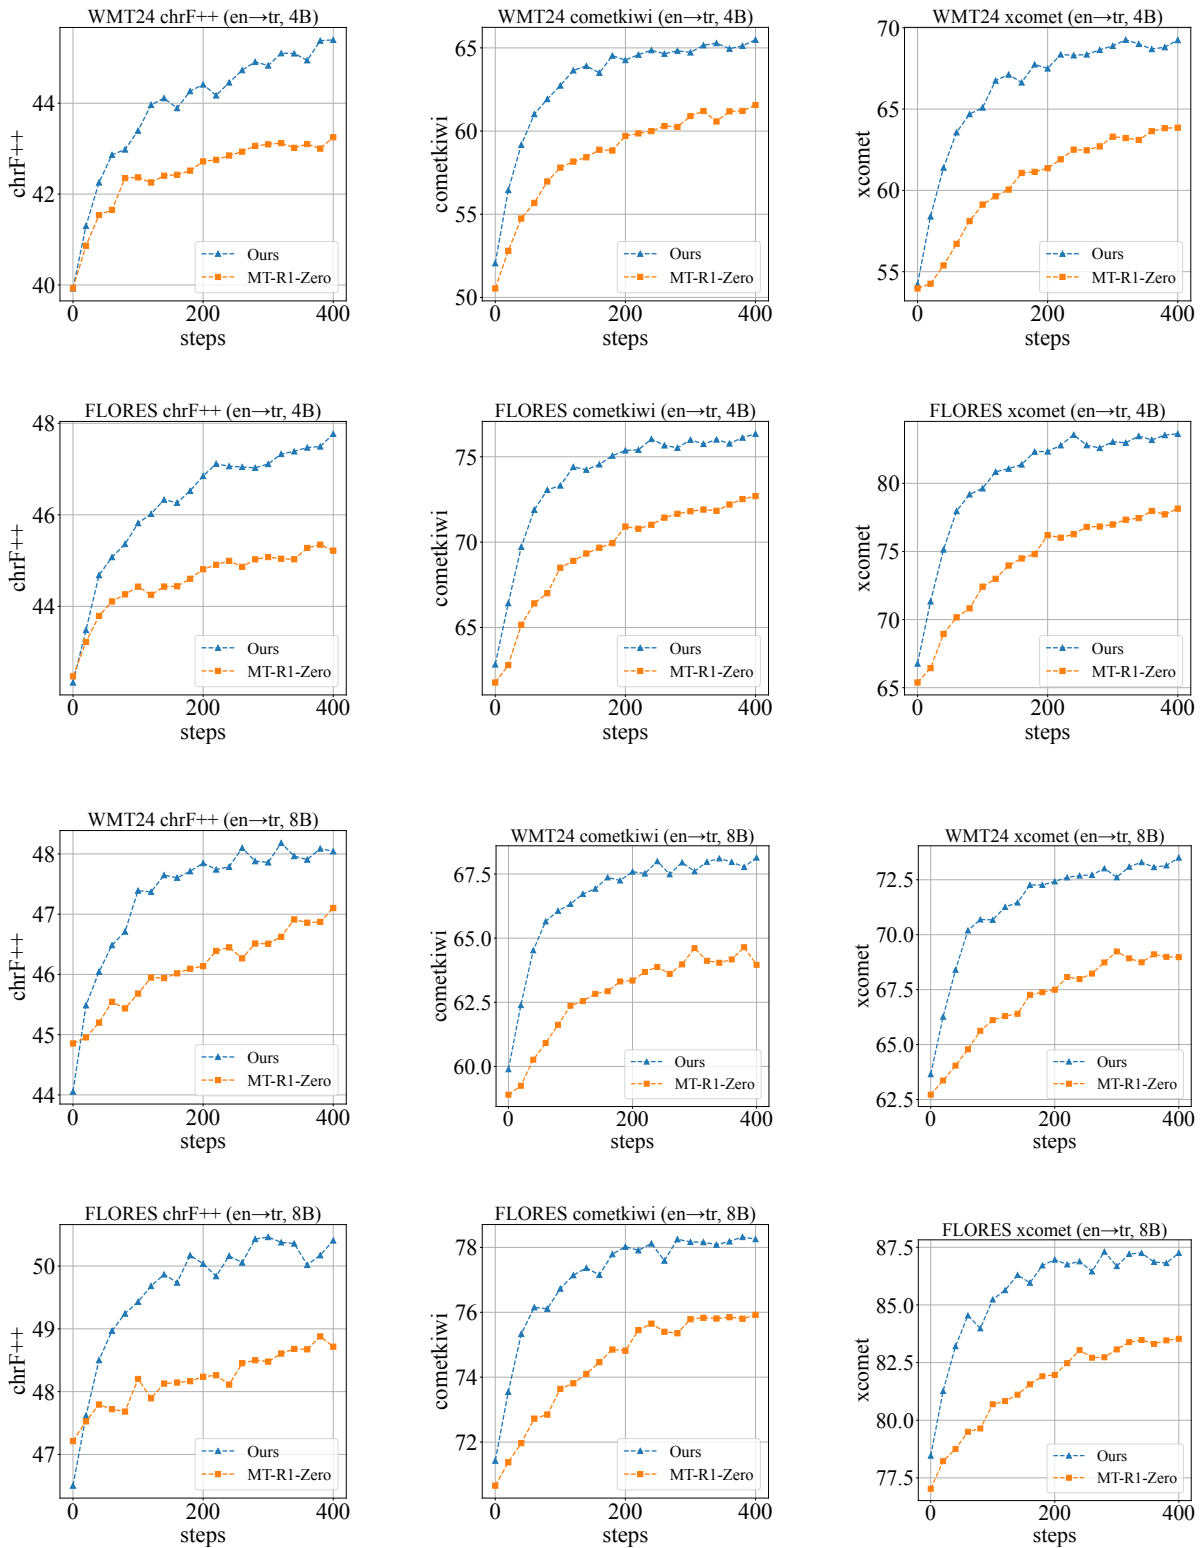 WMT24 chrF++ (en→tr, 4B)
chrF++
44
42
40
Ours
MT-R1-Zero
0
200
400
steps
WMT24 cometkiwi (en→tr, 4B)
cometkiwi
65
60
55
50
Ours
MT-R1-Zero
0
200
400
steps
WMT24 xcomet (en→tr, 4B)
xcomet
70
65
60
55
Ours
MT-R1-Zero
0
200
400
steps
FLORES chrF++ (en→tr, 4B)
chrF++
48
46
44
Ours
MT-R1-Zero
0
200
400
steps
FLORES cometkiwi (en→tr, 4B)
cometkiwi
75
70
65
Ours
MT-R1-Zero
0
200
400
steps
FLORES xcomet (en→tr, 4B)
xcomet
80
75
70
65
Ours
MT-R1-Zero
0
200
400
steps
WMT24 chrF++ (en→tr, 8B)
chrF++
48
47
46
45
44
Ours
MT-R1-Zero
0
200
400
steps
WMT24 cometkiwi (en→tr, 8B)
cometkiwi
67.5
65.0
62.5
60.0
Ours
MT-R1-Zero
0
200
400
steps
WMT24 xcomet (en→tr, 8B)
xcomet
72.5
70.0
67.5
65.0
62.5
Ours
MT-R1-Zero
0
200
400
steps
FLORES chrF++ (en→tr, 8B)
chrF++
50
49
48
47
Ours
MT-R1-Zero
0
200
400
steps
FLORES cometkiwi (en→tr, 8B)
cometkiwi
78
76
74
72
Ours
MT-R1-Zero
0
200
400
steps
FLORES xcomet (en→tr, 8B)
xcomet
87.5
85.0
82.5
80.0
77.5
Ours
MT-R1-Zero
0
200
400
steps